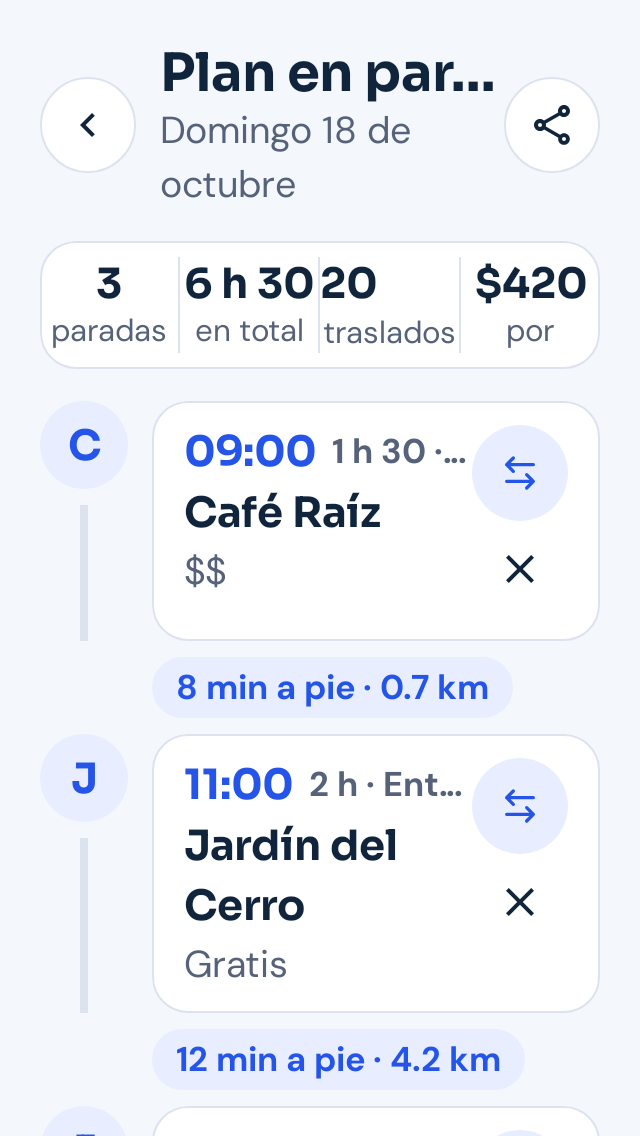 Plan en par...
Domingo 18 de
octubre
3
paradas
6 h 30
en total
20
traslados
$420
por
C
09:00 1 h 30 ·...
Café Raíz
$$
8 min a pie · 0.7 km
J
11:00 2 h · Ent...
Jardín del
Cerro
Gratis
12 min a pie · 4.2 km